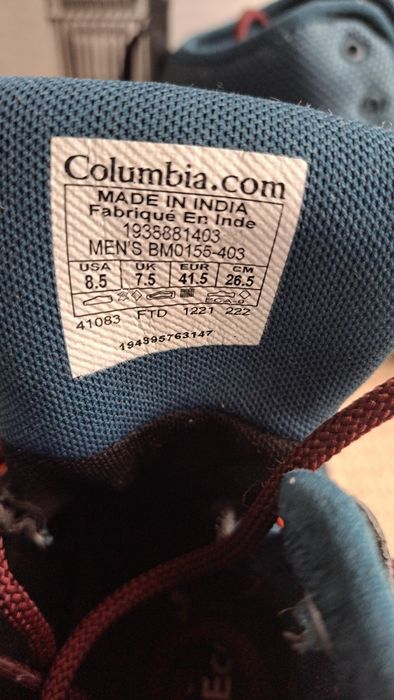 Columbia.com
MADE IN INDIA
Fabriqué En Inde
1938881403
MEN'S BM0155-403
USA UK EUR CM
8.5 7.5 41.5 26.5
41083 FTD 1221 222
194895763147